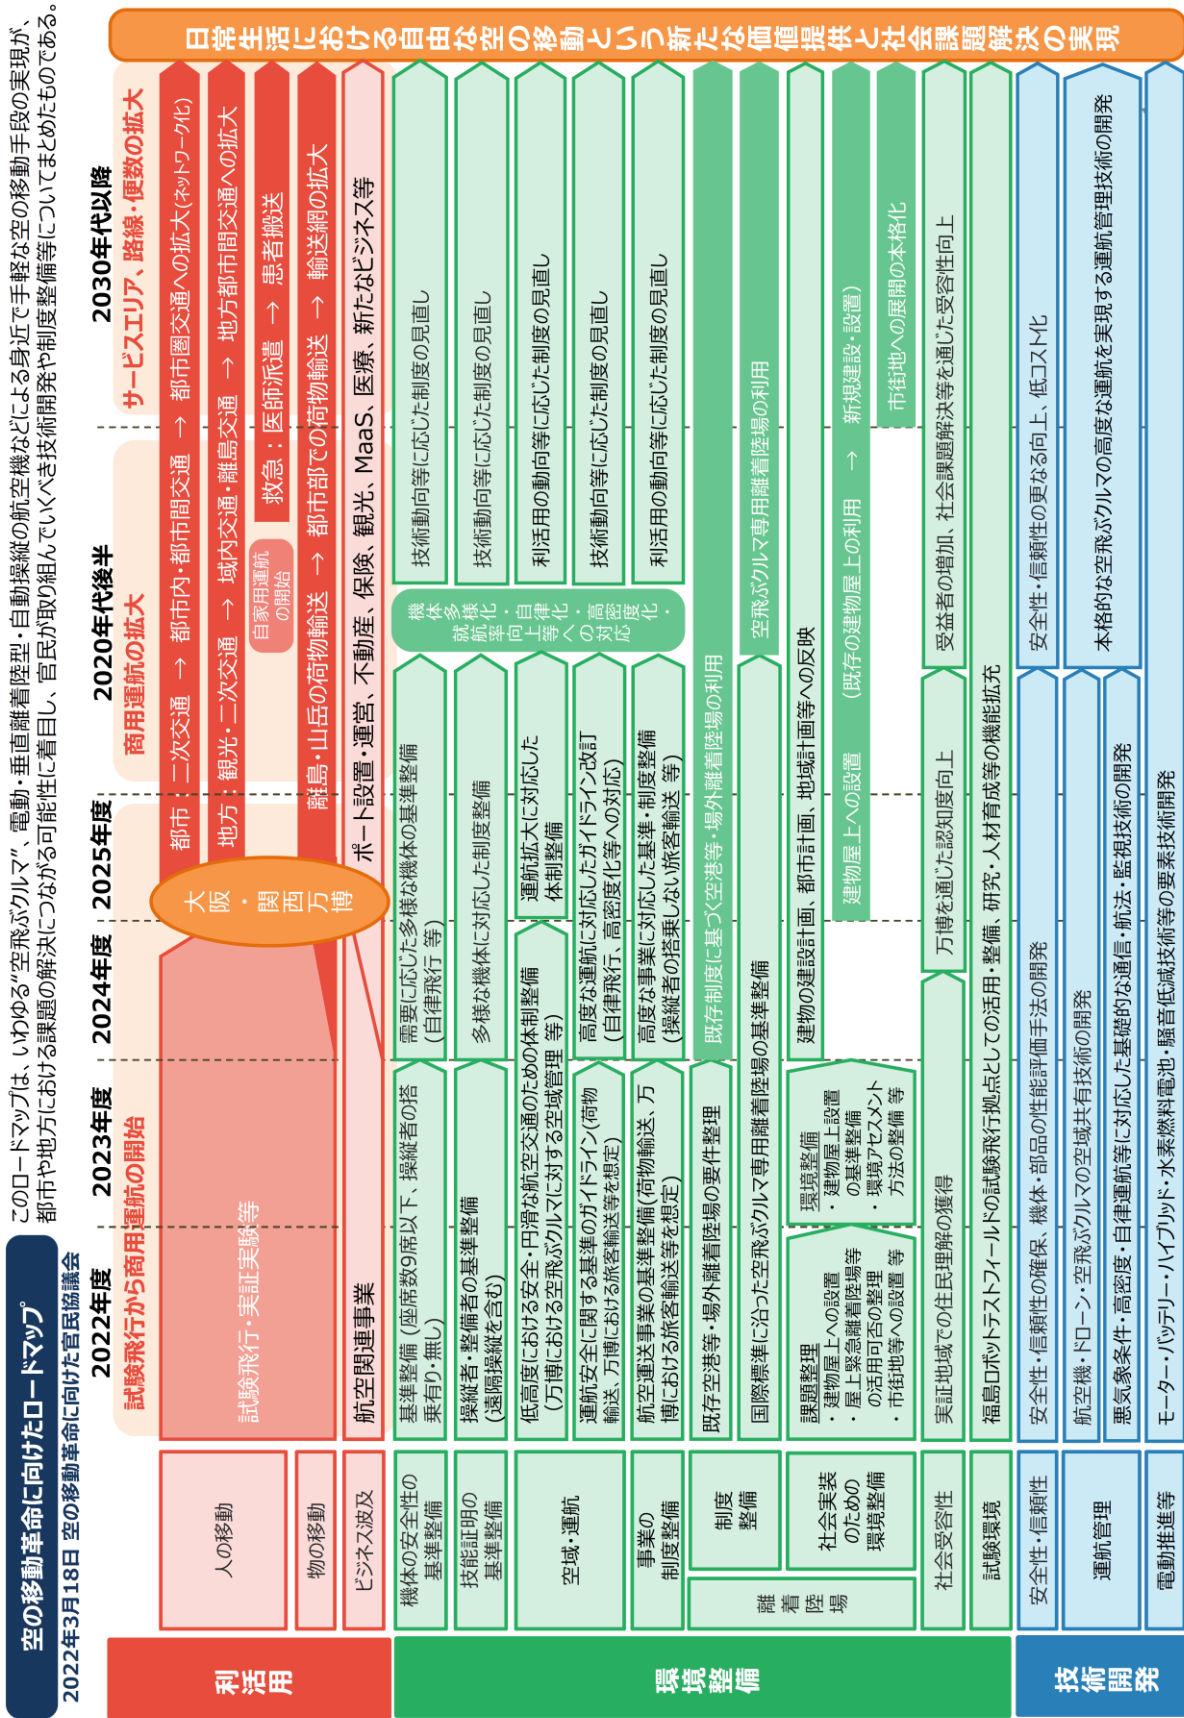 空の移動革命に向けたロードマップ
2022年3月18日 空の移動革命に向けた官民協議会
このロードマップは、いわゆる“空飛ぶクルマ”、電動・垂直離着陸型・自動操縦の航空機などによる身近で手軽な空の移動手段の実現が、
都市や地方における課題の解決につながる可能性に着目し、官民が取り組んでいくべき技術開発や制度整備等についてまとめたものである。
2022年度
2023年度
2024年度
2025年度
2020年代後半
2030年代以降
試験飛行から商用運航の開始
商用運航の拡大
サービスエリア、路線・便数の拡大
利活用
人の移動
物の移動
ビジネス波及
試験飛行・実証実験等
大阪・関西万博
都市：二次交通 → 都市内・都市間交通 → 都市圏交通への拡大(ネットワーク化)
地方：観光・二次交通 → 域内交通・離島交通 → 地方都市間交通への拡大
自家用運航
の開始
救急：医師派遣 → 患者搬送
離島・山岳の荷物輸送 → 都市部での荷物輸送 → 輸送網の拡大
航空関連事業
ポート設置・運営、不動産、保険、観光、MaaS、医療、新たなビジネス等
環境整備
機体の安全性の
基準整備
基準整備 (座席数9席以下、操縦者の搭
乗有り・無し)
需要に応じた多様な機体の基準整備
(自律飛行 等)
技術動向等に応じた制度の見直し
技能証明の
基準整備
操縦者・整備者の基準整備
(遠隔操縦を含む)
多様な機体に対応した制度整備
技術動向等に応じた制度の見直し
空域・運航
低高度における安全・円滑な航空交通のための体制整備
(万博における空飛ぶクルマに対する空域管理 等)
運航拡大に対応した
体制整備
利活用の動向等に応じた制度の見直し
運航安全に関する基準のガイドライン(荷物
輸送、万博における旅客輸送等を想定)
高度な運航に対応したガイドライン改訂
(自律飛行、高密度化等への対応)
技術動向等に応じた制度の見直し
事業の
制度整備
航空運送事業の基準整備(荷物輸送、万
博における旅客輸送等を想定)
高度な事業に対応した基準・制度整備
(操縦者の搭乗しない旅客輸送 等)
利活用の動向等に応じた制度の見直し
機体多様化・自律化・高密度化・
就航率向上等への対応
離着陸場
制度
整備
既存空港等・場外離着陸場の要件整理
既存制度に基づく空港等・場外離着陸場の利用
国際標準に沿った空飛ぶクルマ専用離着陸場の基準整備
空飛ぶクルマ専用離着陸場の利用
社会実装
のための
環境整備
課題整理
・建物屋上への設置
・屋上緊急離着陸場等
の活用可否の整理
・市街地等への設置 等
環境整備
・建物屋上設置
の基準整備
・環境アセスメント
方法の整備 等
建物の建設計画、都市計画、地域計画等への反映
建物屋上への設置 (既存の建物屋上の利用 → 新規建設・設置)
市街地への展開の本格化
社会受容性
実証地域での住民理解の獲得
万博を通じた認知度向上
受益者の増加、社会課題解決等を通じた受容性向上
試験環境
福島ロボットテストフィールドの試験飛行拠点としての活用・整備、研究・人材育成等の機能拡充
技術開発
安全性・信頼性
安全性・信頼性の確保、機体・部品の性能評価手法の開発
安全性・信頼性の更なる向上、低コスト化
運航管理
航空機・ドローン・空飛ぶクルマの空域共有技術の開発
悪気象条件・高密度・自律運航等に対応した基礎的な通信・航法・監視技術の開発
本格的な空飛ぶクルマの高度な運航を実現する運航管理技術の開発
電動推進等
モーター・バッテリー・ハイブリッド・水素燃料電池・騒音低減技術等の要素技術開発
日常生活における自由な空の移動という新たな価値提供と社会課題解決の実現